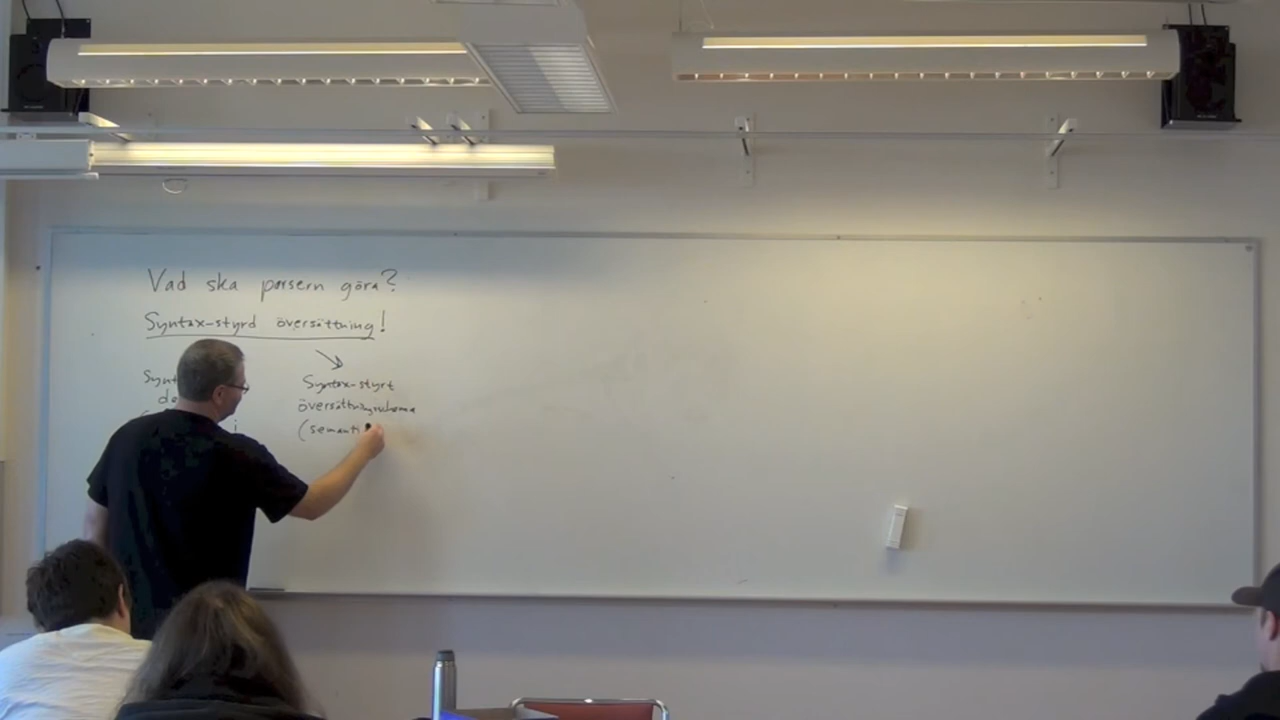 Vad ska parsern göra?
Syntax-styrd översättning!
Syntax-styrt
översättningsschema
(semanti